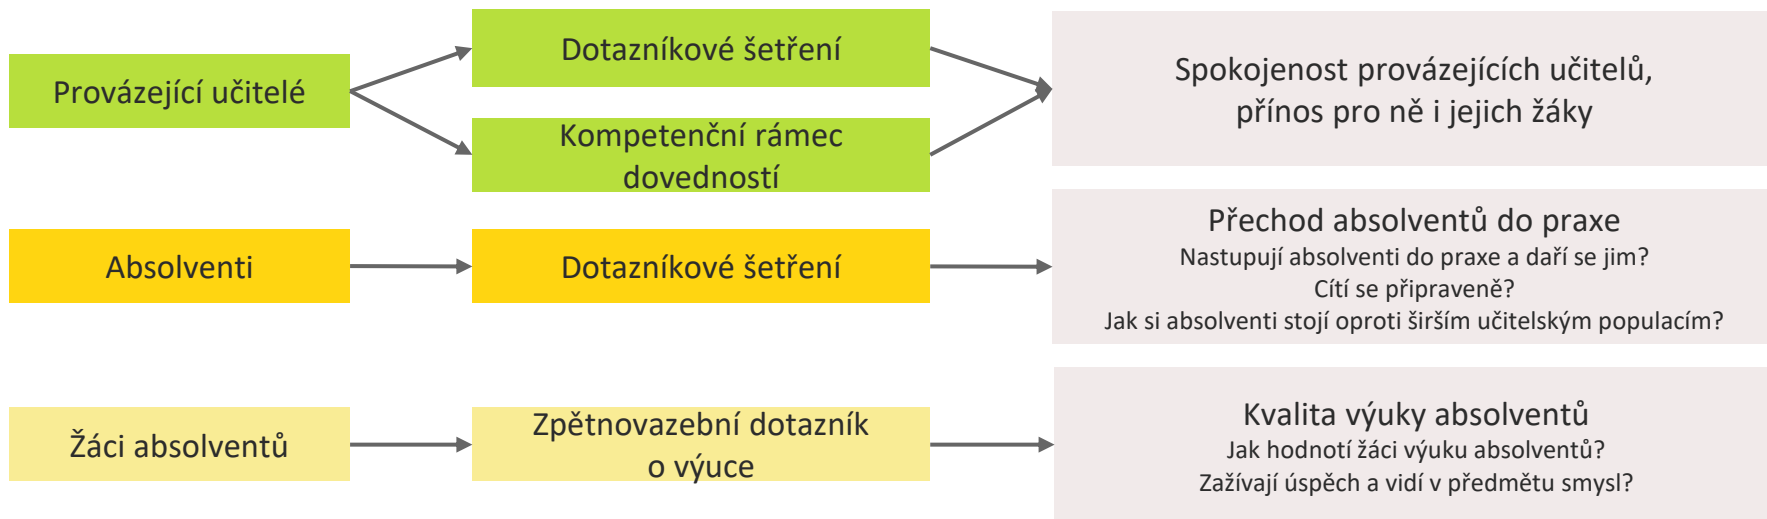 Provázející učitelé
Dotazníkové šetření
Kompetenční rámec
dovedností
Spokojenost provázejících učitelů,
přínos pro ně i jejich žáky
Absolventi
Dotazníkové šetření
Přechod absolventů do praxe
Nastupují absolventi do praxe a daří se jim?
Cítí se připraveně?
Jak si absolventi stojí oproti širším učitelským populacím?
Žáci absolventů
Zpětnovazební dotazník
o výuce
Kvalita výuky absolventů
Jak hodnotí žáci výuku absolventů?
Zažívají úspěch a vidí v předmětu smysl?